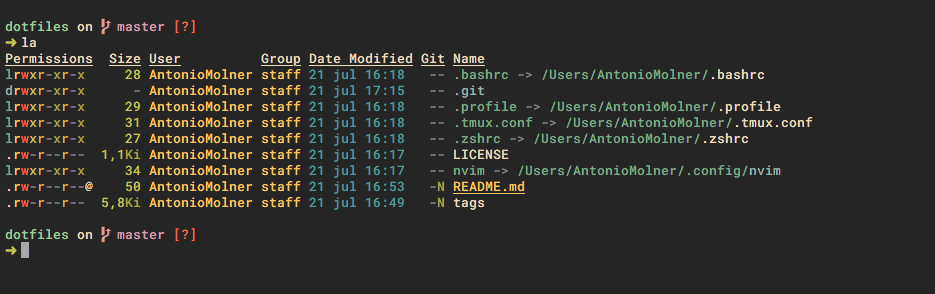 dotfiles on master [?]
➜ la
Permissions Size User Group Date Modified Git Name
lrwxr-xr-x 28 AntonioMolner staff 21 jul 16:18 -- .bashrc -> /Users/AntonioMolner/.bashrc
drwxr-xr-x - AntonioMolner staff 21 jul 17:15 -- .git
lrwxr-xr-x 29 AntonioMolner staff 21 jul 16:18 -- .profile -> /Users/AntonioMolner/.profile
lrwxr-xr-x 31 AntonioMolner staff 21 jul 16:18 -- .tmux.conf -> /Users/AntonioMolner/.tmux.conf
lrwxr-xr-x 27 AntonioMolner staff 21 jul 16:18 -- .zshrc -> /Users/AntonioMolner/.zshrc
.rw-r--r-- 1,1Ki AntonioMolner staff 21 jul 16:17 -- LICENSE
lrwxr-xr-x 34 AntonioMolner staff 21 jul 16:17 -- nvim -> /Users/AntonioMolner/.config/nvim
.rw-r--r--@ 50 AntonioMolner staff 21 jul 16:53 -N README.md
.rw-r--r-- 5,8Ki AntonioMolner staff 21 jul 16:49 -N tags
dotfiles on master [?]
➜